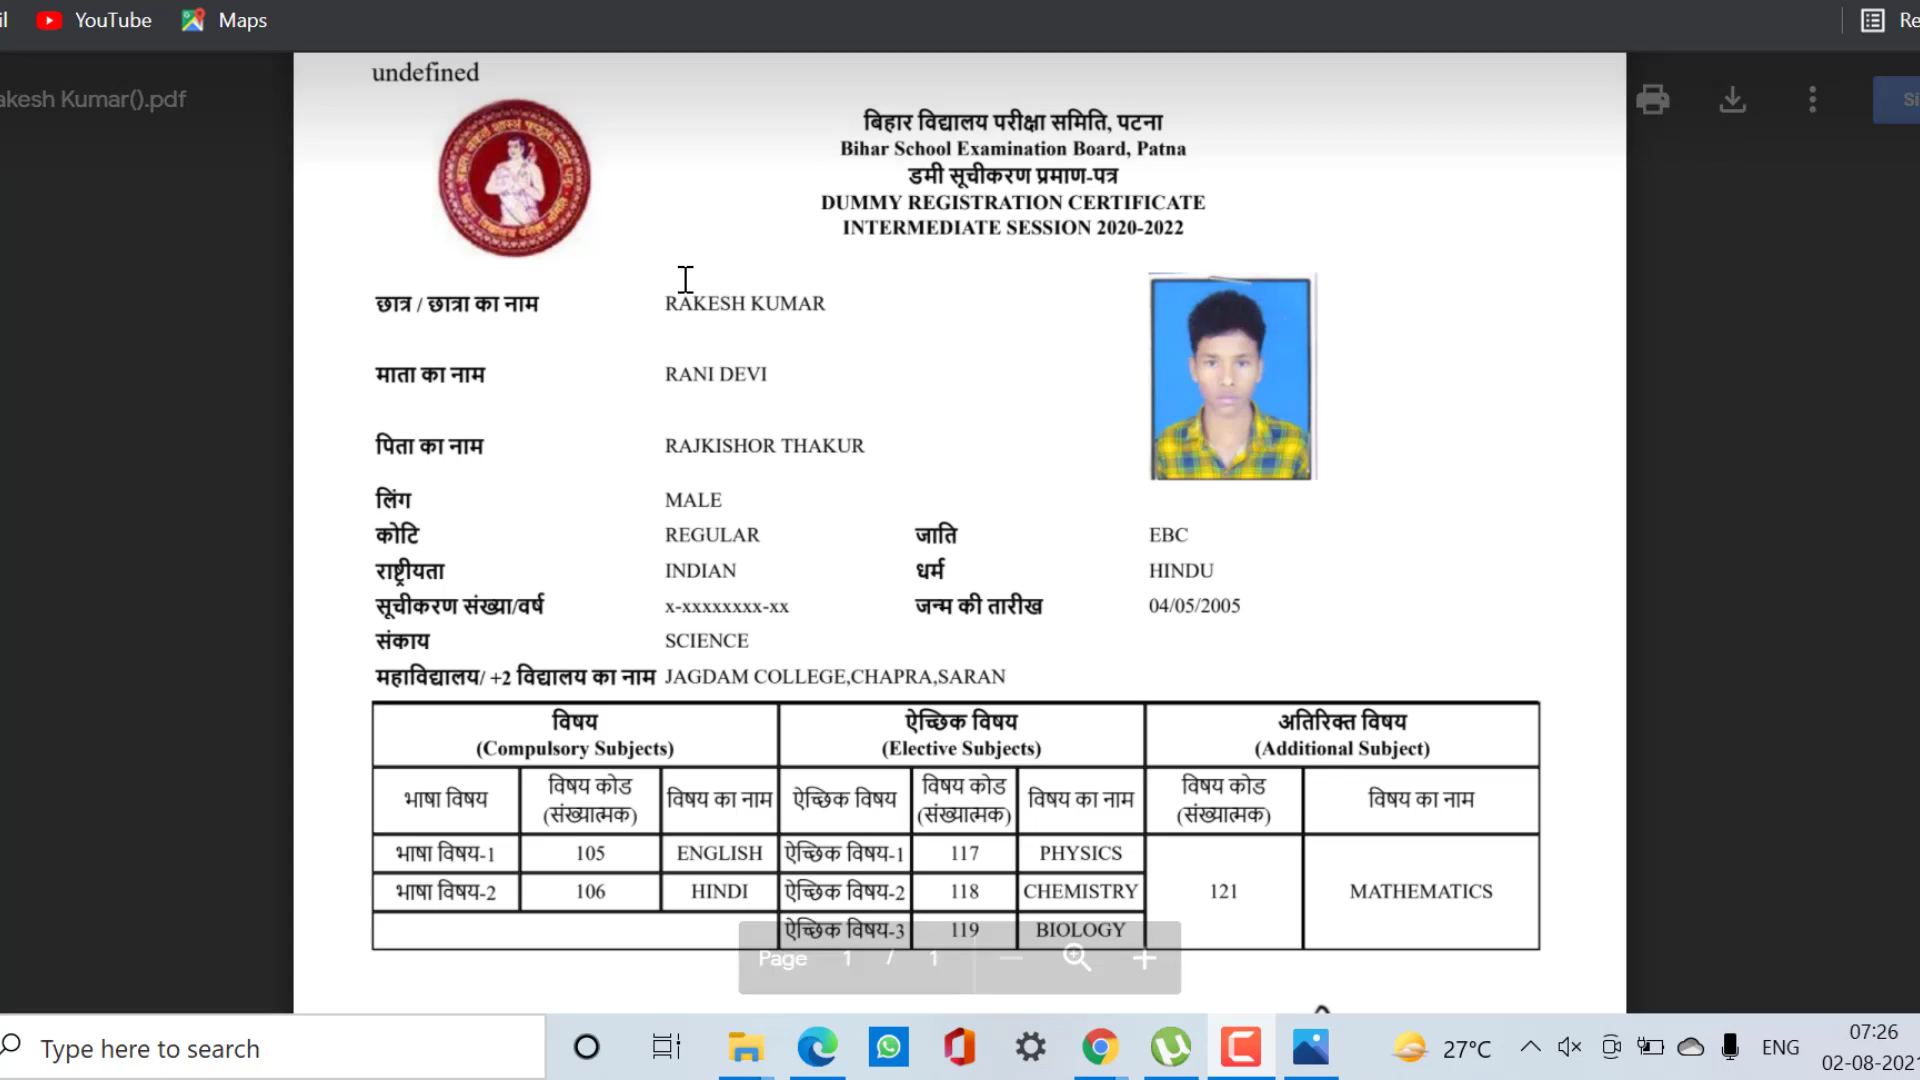 YouTube
Maps
akesh Kumar().pdf
undefined
बिहार विद्यालय परीक्षा समिति, पटना
Bihar School Examination Board, Patna
डमी सूचीकरण प्रमाण-पत्र
DUMMY REGISTRATION CERTIFICATE
INTERMEDIATE SESSION 2020-2022
छात्र / छात्रा का नाम RAKESH KUMAR
माता का नाम RANI DEVI
पिता का नाम RAJKISHOR THAKUR
लिंग MALE
कोटि REGULAR जाति EBC
राष्ट्रीयता INDIAN धर्म HINDU
सूचीकरण संख्या/वर्ष x-xxxxxxxx-xx जन्म की तारीख 04/05/2005
संकाय SCIENCE
महाविद्यालय/ +2 विद्यालय का नाम JAGDAM COLLEGE,CHAPRA,SARAN
विषय ऐच्छिक विषय अतिरिक्त विषय
(Compulsory Subjects) (Elective Subjects) (Additional Subject)
भाषा विषय विषय कोड (संख्यात्मक) विषय का नाम ऐच्छिक विषय विषय कोड (संख्यात्मक) विषय का नाम विषय कोड (संख्यात्मक) विषय का नाम
भाषा विषय-1 105 ENGLISH ऐच्छिक विषय-1 117 PHYSICS
भाषा विषय-2 106 HINDI ऐच्छिक विषय-2 118 CHEMISTRY 121 MATHEMATICS
ऐच्छिक विषय-3 119 BIOLOGY
Page 1 / 1
Type here to search
27°C
ENG
07:26
02-08-202